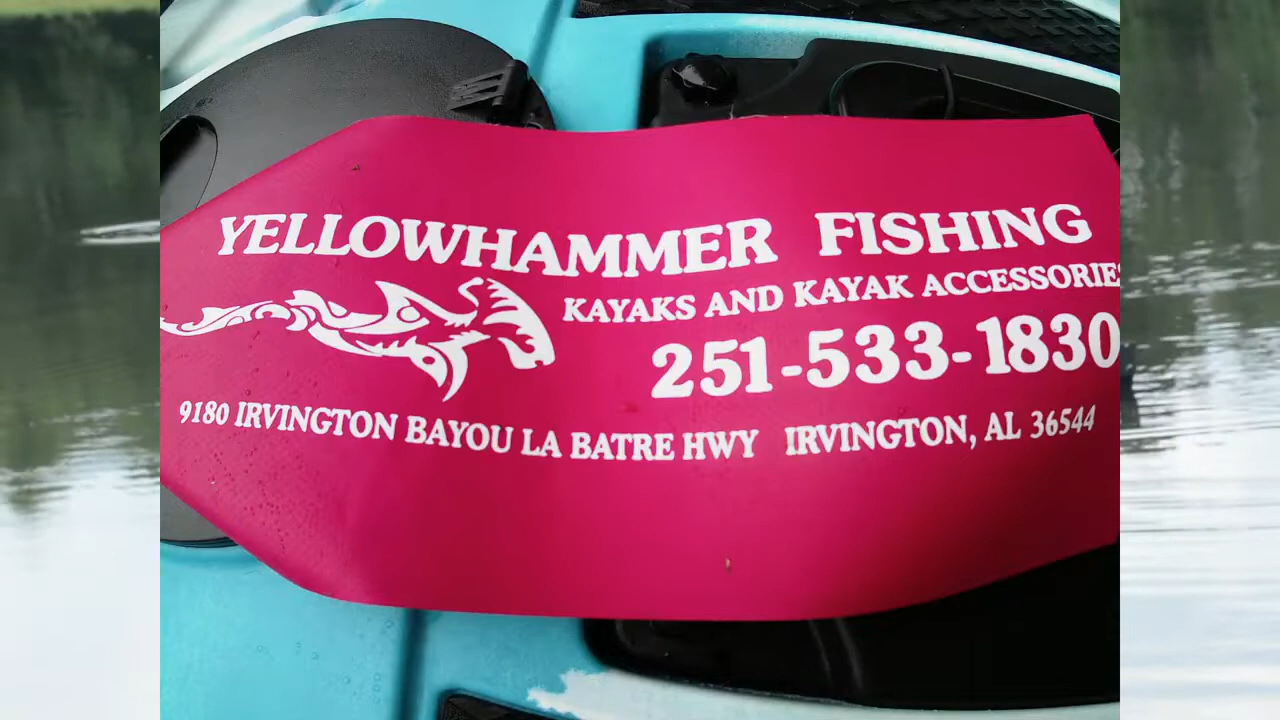 YELLOWHAMMER FISHING
KAYAKS AND KAYAK ACCESSORIES
251-533-1830
9180 IRVINGTON BAYOU LA BATRE HWY IRVINGTON, AL 36544